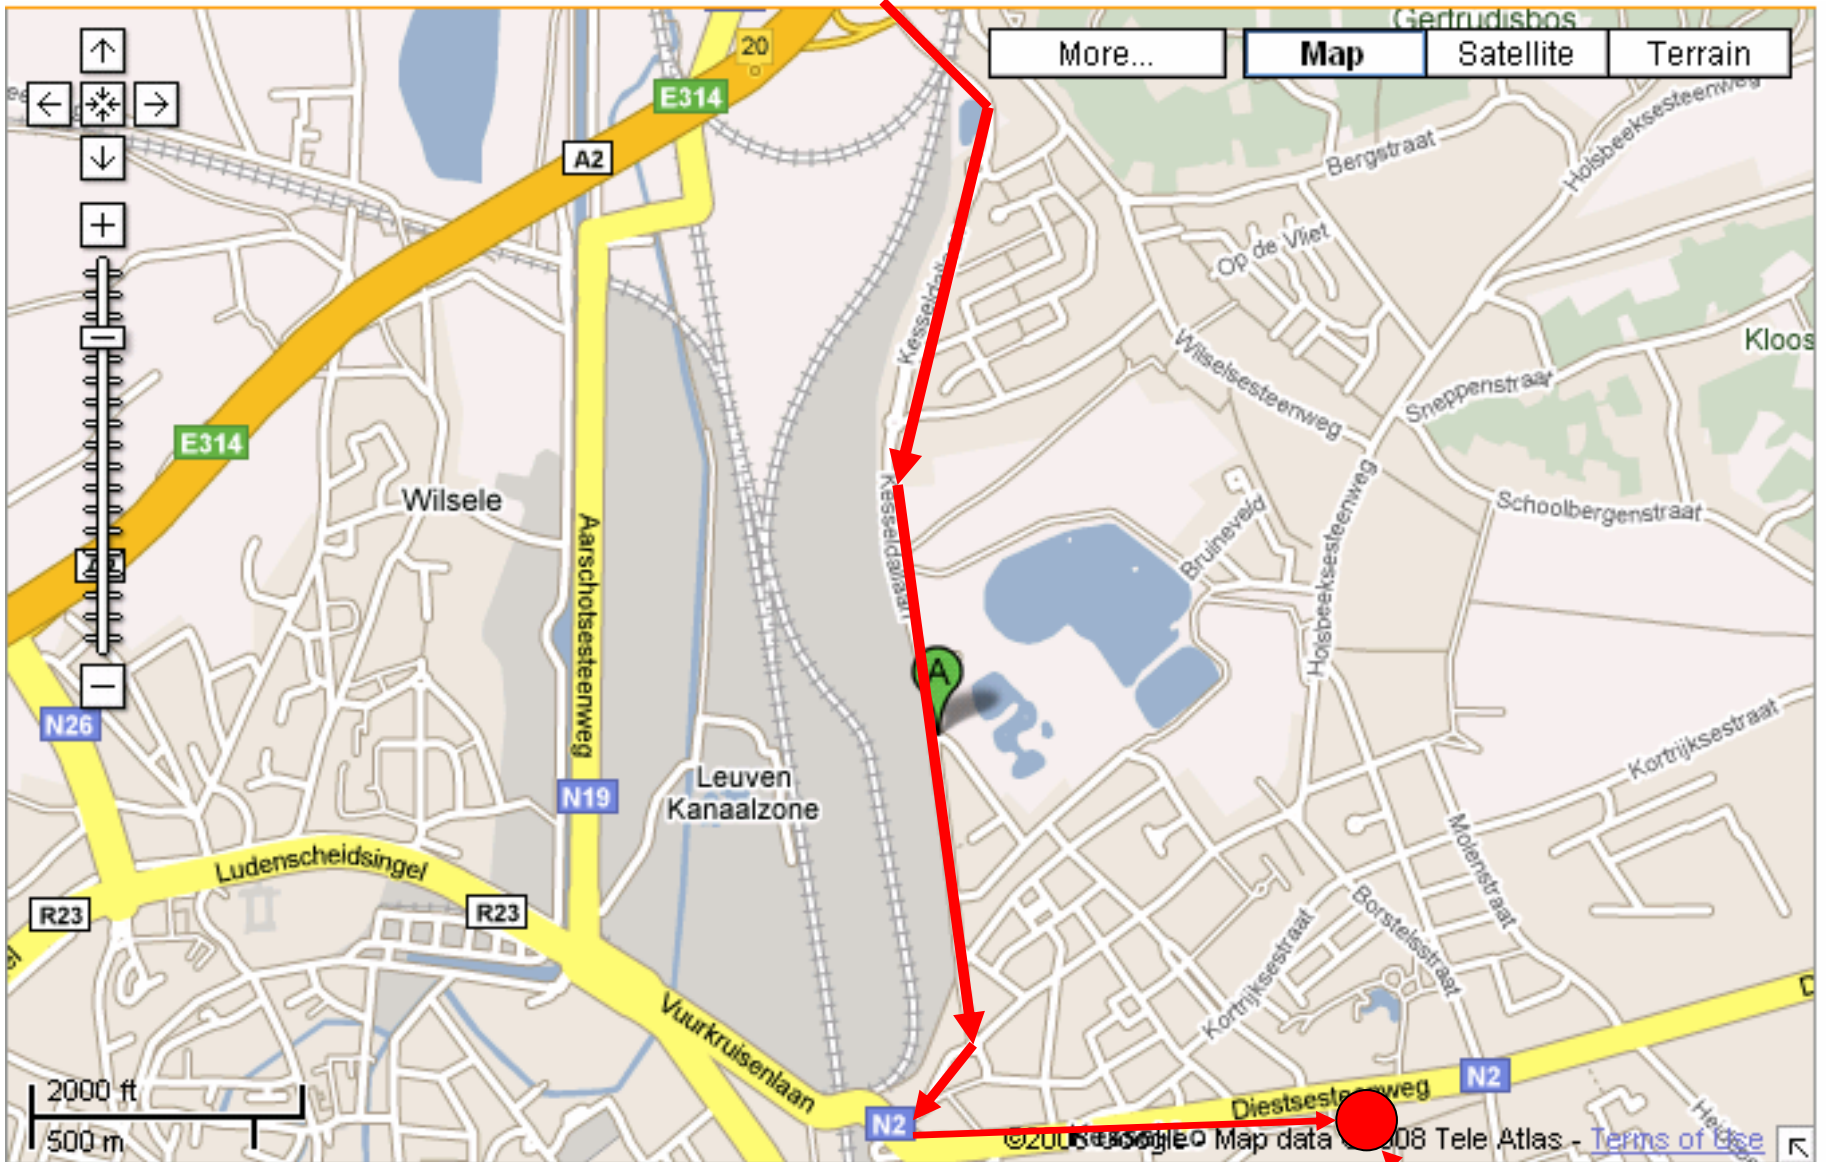 Gertrudisbos
More...
Map
Satellite
Terrain
20
E314
A2
Bergstraat
Holsbeeksesteenweg
Op de Vliet
Wilselsesteenweg
Sneppenstraat
Kloos
E314
Wilsele
Kesseldallaan
Schoolbergenstraat
Bruineveld
Holsbeeksesteenweg
Aarschotsesteenweg
A
N26
N19
Leuven
Kanaalzone
Kortrijksestraat
Molenstraat
Ludenscheidsingel
R23
R23
Borstelsstraat
Kortrijksestraat
Vuurkruisenlaan
D
N2
Diestsesteenweg
N2
2000 ft
500 m
Map data
08 Tele Atlas - Terms of Use